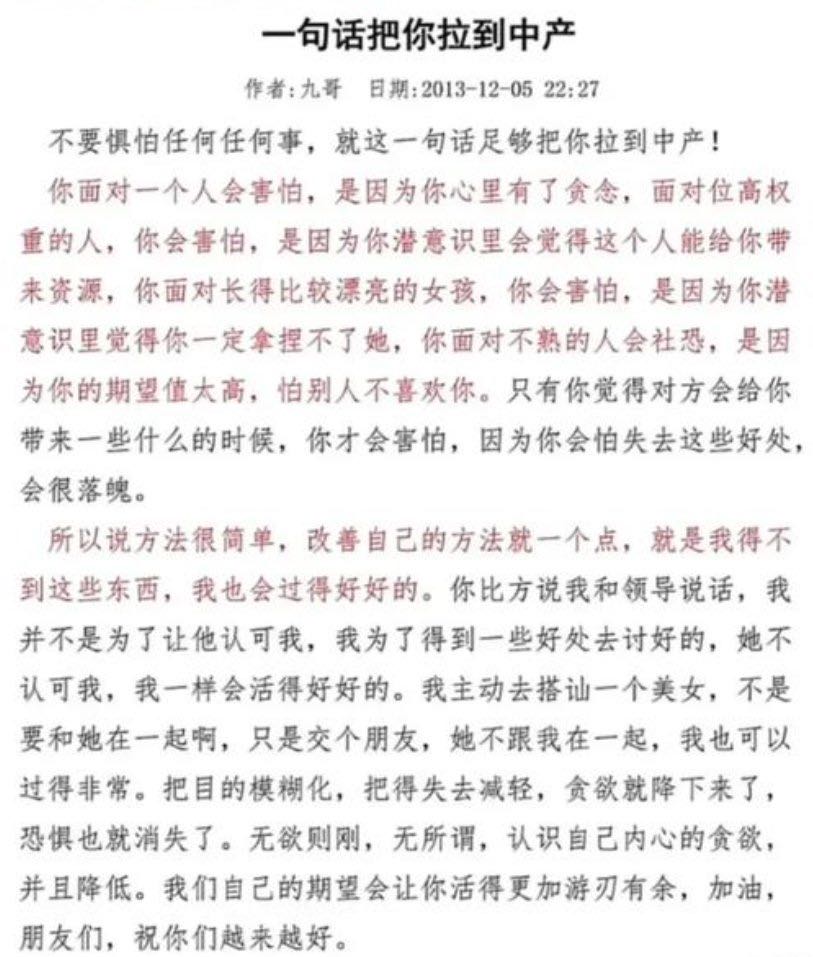 一句话把你拉到中产
作者:九哥 日期:2013-12-05 22:27
不要惧怕任何任何事，就这一句话足够把你拉到中产！
你面对一个人会害怕，是因为你心里有了贪念，面对位高权
重的人，你会害怕，是因为你潜意识里会觉得这个人能给你带
来资源，你面对长得比较漂亮的女孩，你会害怕，是因为你潜
意识里觉得你一定拿捏不了她，你面对不熟的人会社恐，是因
为你的期望值太高，怕别人不喜欢你。只有你觉得对方会给你
带来一些什么的时候，你才会害怕，因为你会怕失去这些好处，
会很落魄。
所以说方法很简单，改善自己的方法就一个点，就是我得不
到这些东西，我也会过得好好的。你比方说我和领导说话，我
并不是为了让他认可我，我为了得到一些好处去讨好的，她不
认可我，我一样会活得好好的。我主动去搭讪一个美女，不是
要和她在一起啊，只是交个朋友，她不跟我在一起，我也可以
过得非常。把目的模糊化，把得失去减轻，贪欲就降下来了，
恐惧也就消失了。无欲则刚，无所谓，认识自己内心的贪欲，
并且降低。我们自己的期望会让你活得更加游刃有余，加油，
朋友们，祝你们越来越好。